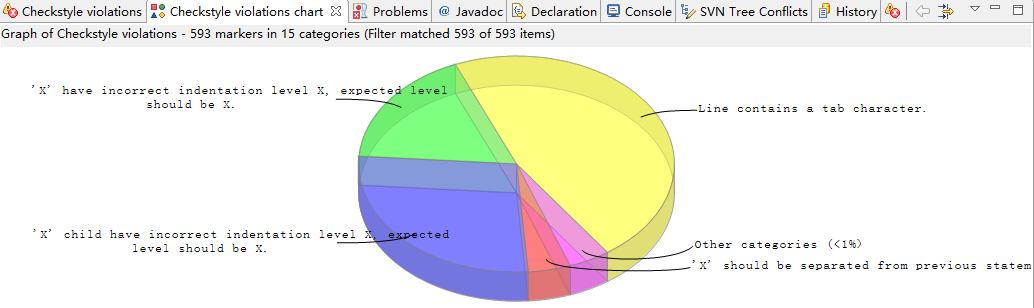 Checkstyle violations Checkstyle violations chart Problems @ Javadoc Declaration Console SVN Tree Conflicts History
Graph of Checkstyle violations - 593 markers in 15 categories (Filter matched 593 of 593 items)
'X' have incorrect indentation level X, expected level
should be X.
Line contains a tab character.
'X' child have incorrect indentation level X, expected
level should be X.
Other categories (<1%)
'X' should be separated from previous statem